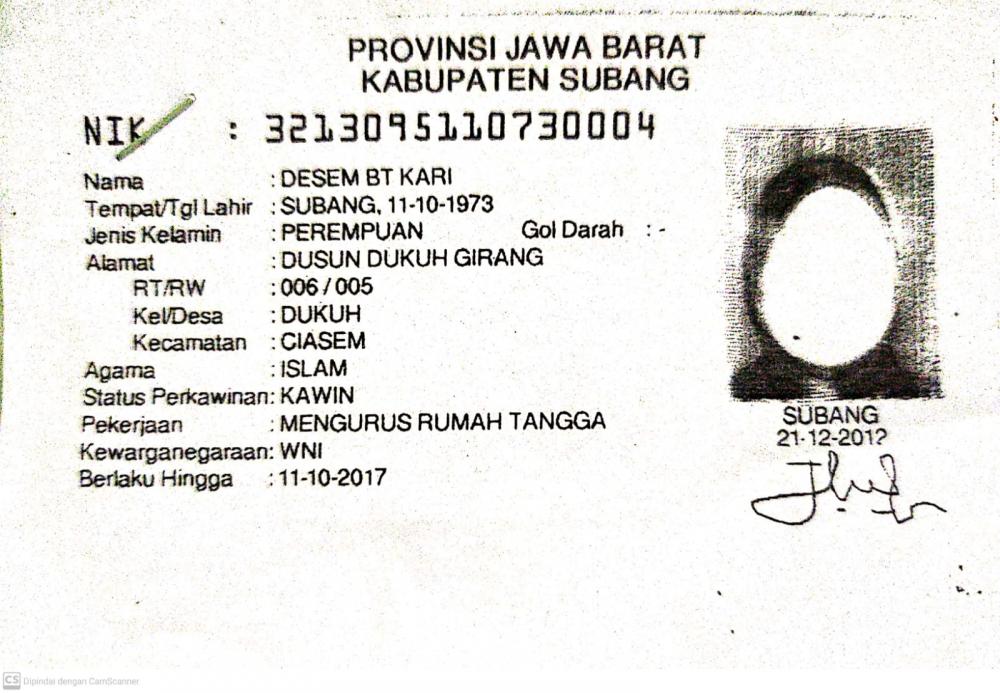 PROVINSI JAWA BARAT
KABUPATEN SUBANG
NIK : 3213095110730004
Nama : DESEM BT KARI
Tempat/Tgl Lahir : SUBANG, 11-10-1973
Jenis Kelamin : PEREMPUAN Gol Darah : -
Alamat : DUSUN DUKUH GIRANG
RT/RW : 006 / 005
Kel/Desa : DUKUH
Kecamatan : CIASEM
Agama : ISLAM
Status Perkawinan: KAWIN
Pekerjaan : MENGURUS RUMAH TANGGA
Kewarganegaraan: WNI
Berlaku Hingga : 11-10-2017
SUBANG
21-12-2012
CS Dipindai dengan CamScanner